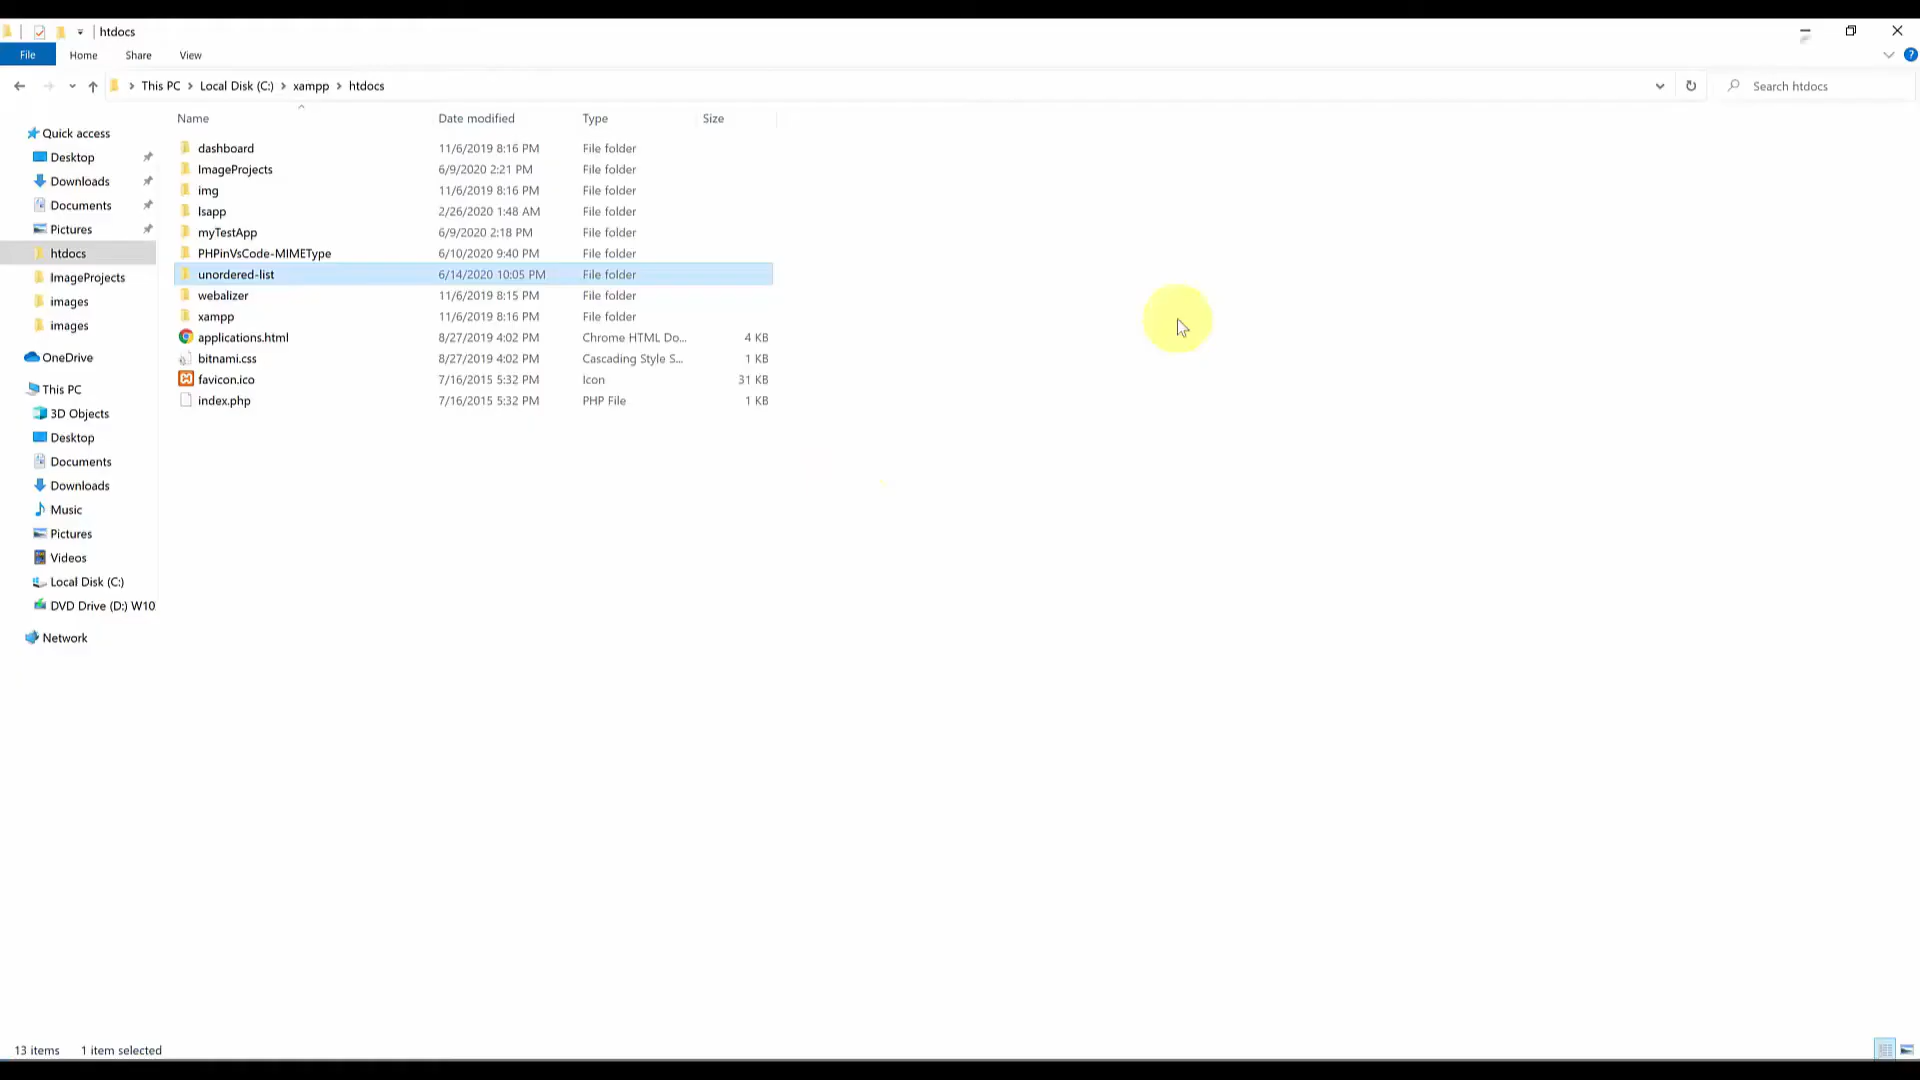 htdocs
File Home Share View
This PC > Local Disk (C:) > xampp > htdocs Search htdocs
Name Date modified Type Size
Quick access
Desktop
Downloads
Documents
Pictures
htdocs
ImageProjects
images
images
OneDrive
This PC
3D Objects
Desktop
Documents
Downloads
Music
Pictures
Videos
Local Disk (C:)
DVD Drive (D:) W10
Network
dashboard 11/6/2019 8:16 PM File folder
ImageProjects 6/9/2020 2:21 PM File folder
img 11/6/2019 8:16 PM File folder
lsapp 2/26/2020 1:48 AM File folder
myTestApp 6/9/2020 2:18 PM File folder
PHPinVsCode-MIMEType 6/10/2020 9:40 PM File folder
unordered-list 6/14/2020 10:05 PM File folder
webalizer 11/6/2019 8:15 PM File folder
xampp 11/6/2019 8:16 PM File folder
applications.html 8/27/2019 4:02 PM Chrome HTML Do... 4 KB
bitnami.css 8/27/2019 4:02 PM Cascading Style S... 1 KB
favicon.ico 7/16/2015 5:32 PM Icon 31 KB
index.php 7/16/2015 5:32 PM PHP File 1 KB
13 items 1 item selected